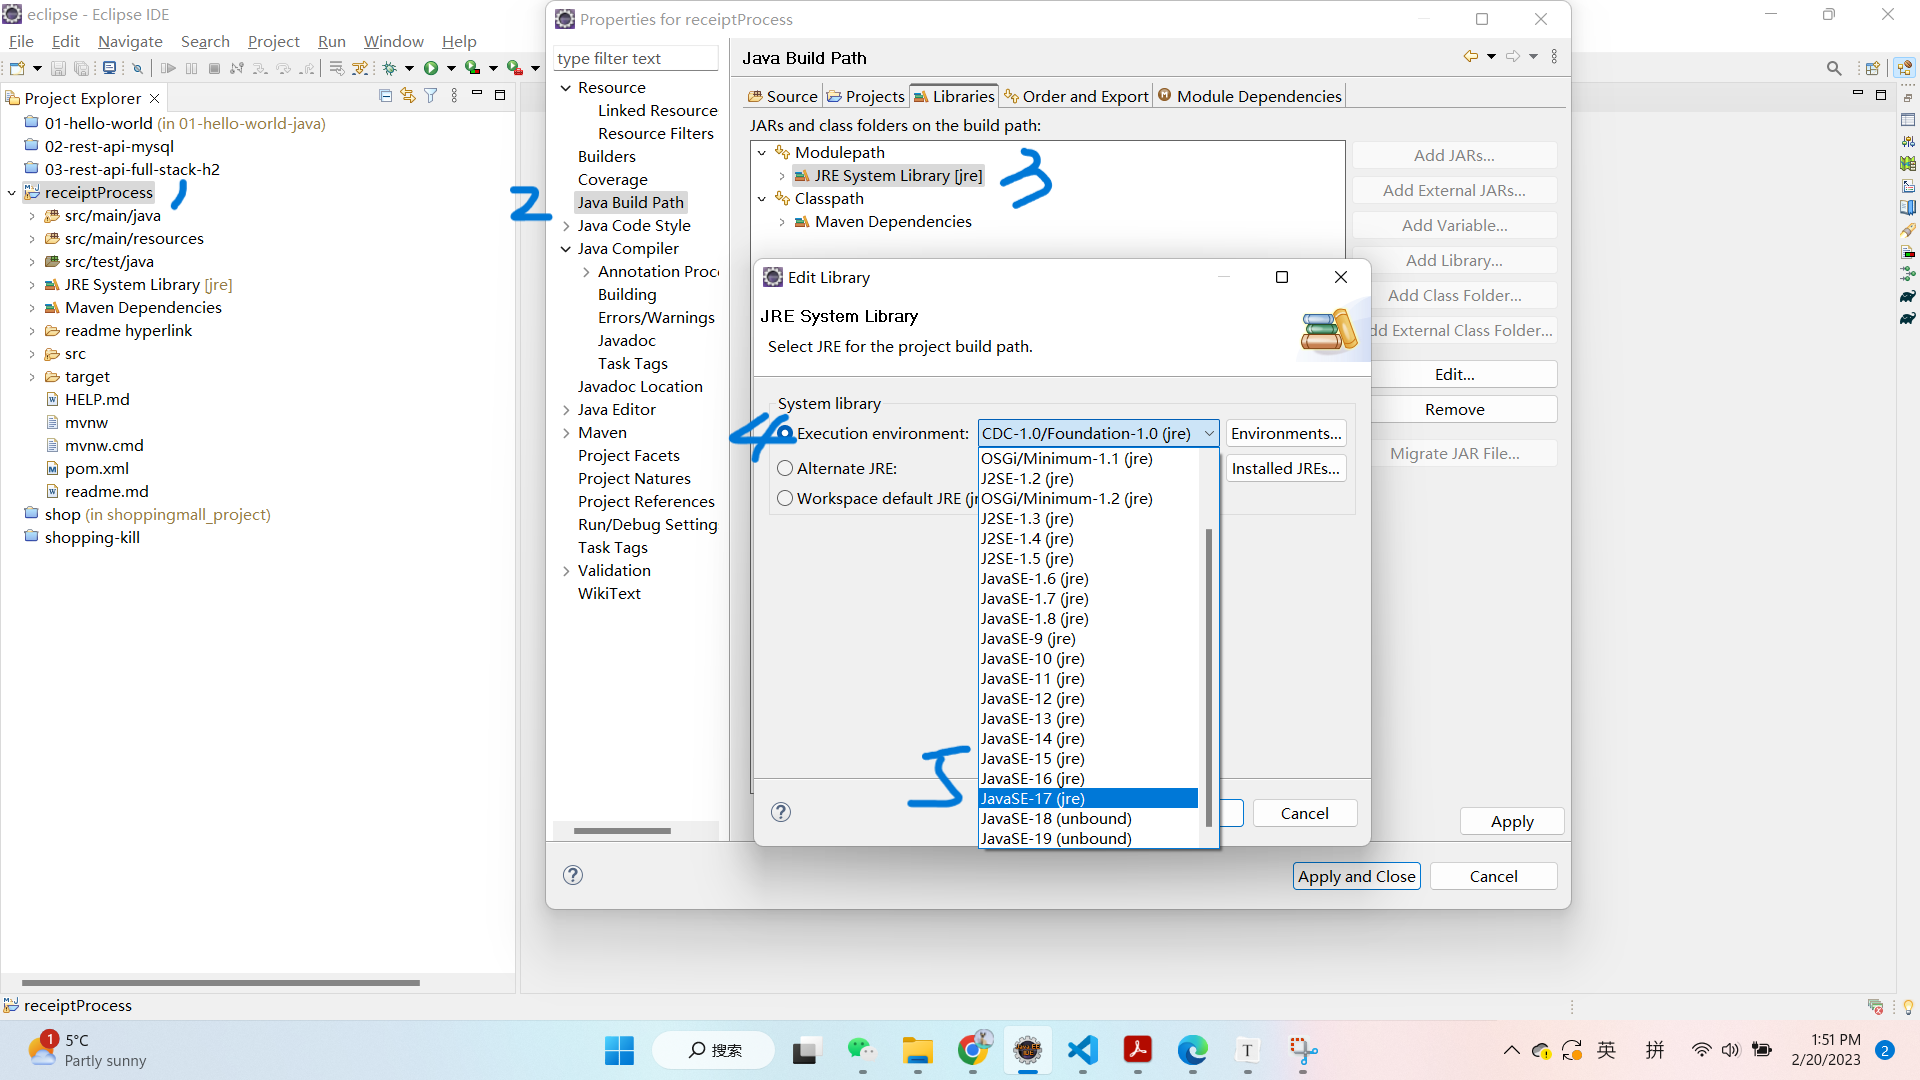 eclipse - Eclipse IDE
File Edit Navigate Search Project Run Window Help
Project Explorer
01-hello-world (in 01-hello-world-java)
02-rest-api-mysql
03-rest-api-full-stack-h2
receiptProcess
1
src/main/java
src/main/resources
src/test/java
JRE System Library [jre]
Maven Dependencies
readme hyperlink
src
target
HELP.md
mvnw
mvnw.cmd
pom.xml
readme.md
shop (in shoppingmall_project)
shopping-kill
Properties for receiptProcess
type filter text
Resource
Linked Resource
Resource Filters
Builders
Coverage
2
Java Build Path
Java Code Style
Java Compiler
Annotation Proc
Building
Errors/Warnings
Javadoc
Task Tags
Javadoc Location
Java Editor
Maven
Project Facets
Project Natures
Project References
Run/Debug Setting
Task Tags
Validation
WikiText
Java Build Path
Source Projects Libraries Order and Export Module Dependencies
JARs and class folders on the build path:
Modulepath
JRE System Library [jre]
3
Classpath
Maven Dependencies
Add JARs...
Add External JARs...
Add Variable...
Add Library...
Add Class Folder...
dd External Class Folder...
Edit...
Remove
Migrate JAR File...
Apply
Apply and Close
Cancel
Edit Library
JRE System Library
Select JRE for the project build path.
System library
4
Execution environment: CDC-1.0/Foundation-1.0 (jre) Environments...
Alternate JRE: Installed JREs...
Workspace default JRE (jr
OSGi/Minimum-1.1 (jre)
J2SE-1.2 (jre)
OSGi/Minimum-1.2 (jre)
J2SE-1.3 (jre)
J2SE-1.4 (jre)
J2SE-1.5 (jre)
JavaSE-1.6 (jre)
JavaSE-1.7 (jre)
JavaSE-1.8 (jre)
JavaSE-9 (jre)
JavaSE-10 (jre)
JavaSE-11 (jre)
JavaSE-12 (jre)
JavaSE-13 (jre)
JavaSE-14 (jre)
JavaSE-15 (jre)
JavaSE-16 (jre)
5
JavaSE-17 (jre)
JavaSE-18 (unbound)
JavaSE-19 (unbound)
Cancel
receiptProcess
1
5°C
Partly sunny
搜索
T
英
拼
1:51 PM
2/20/2023
2